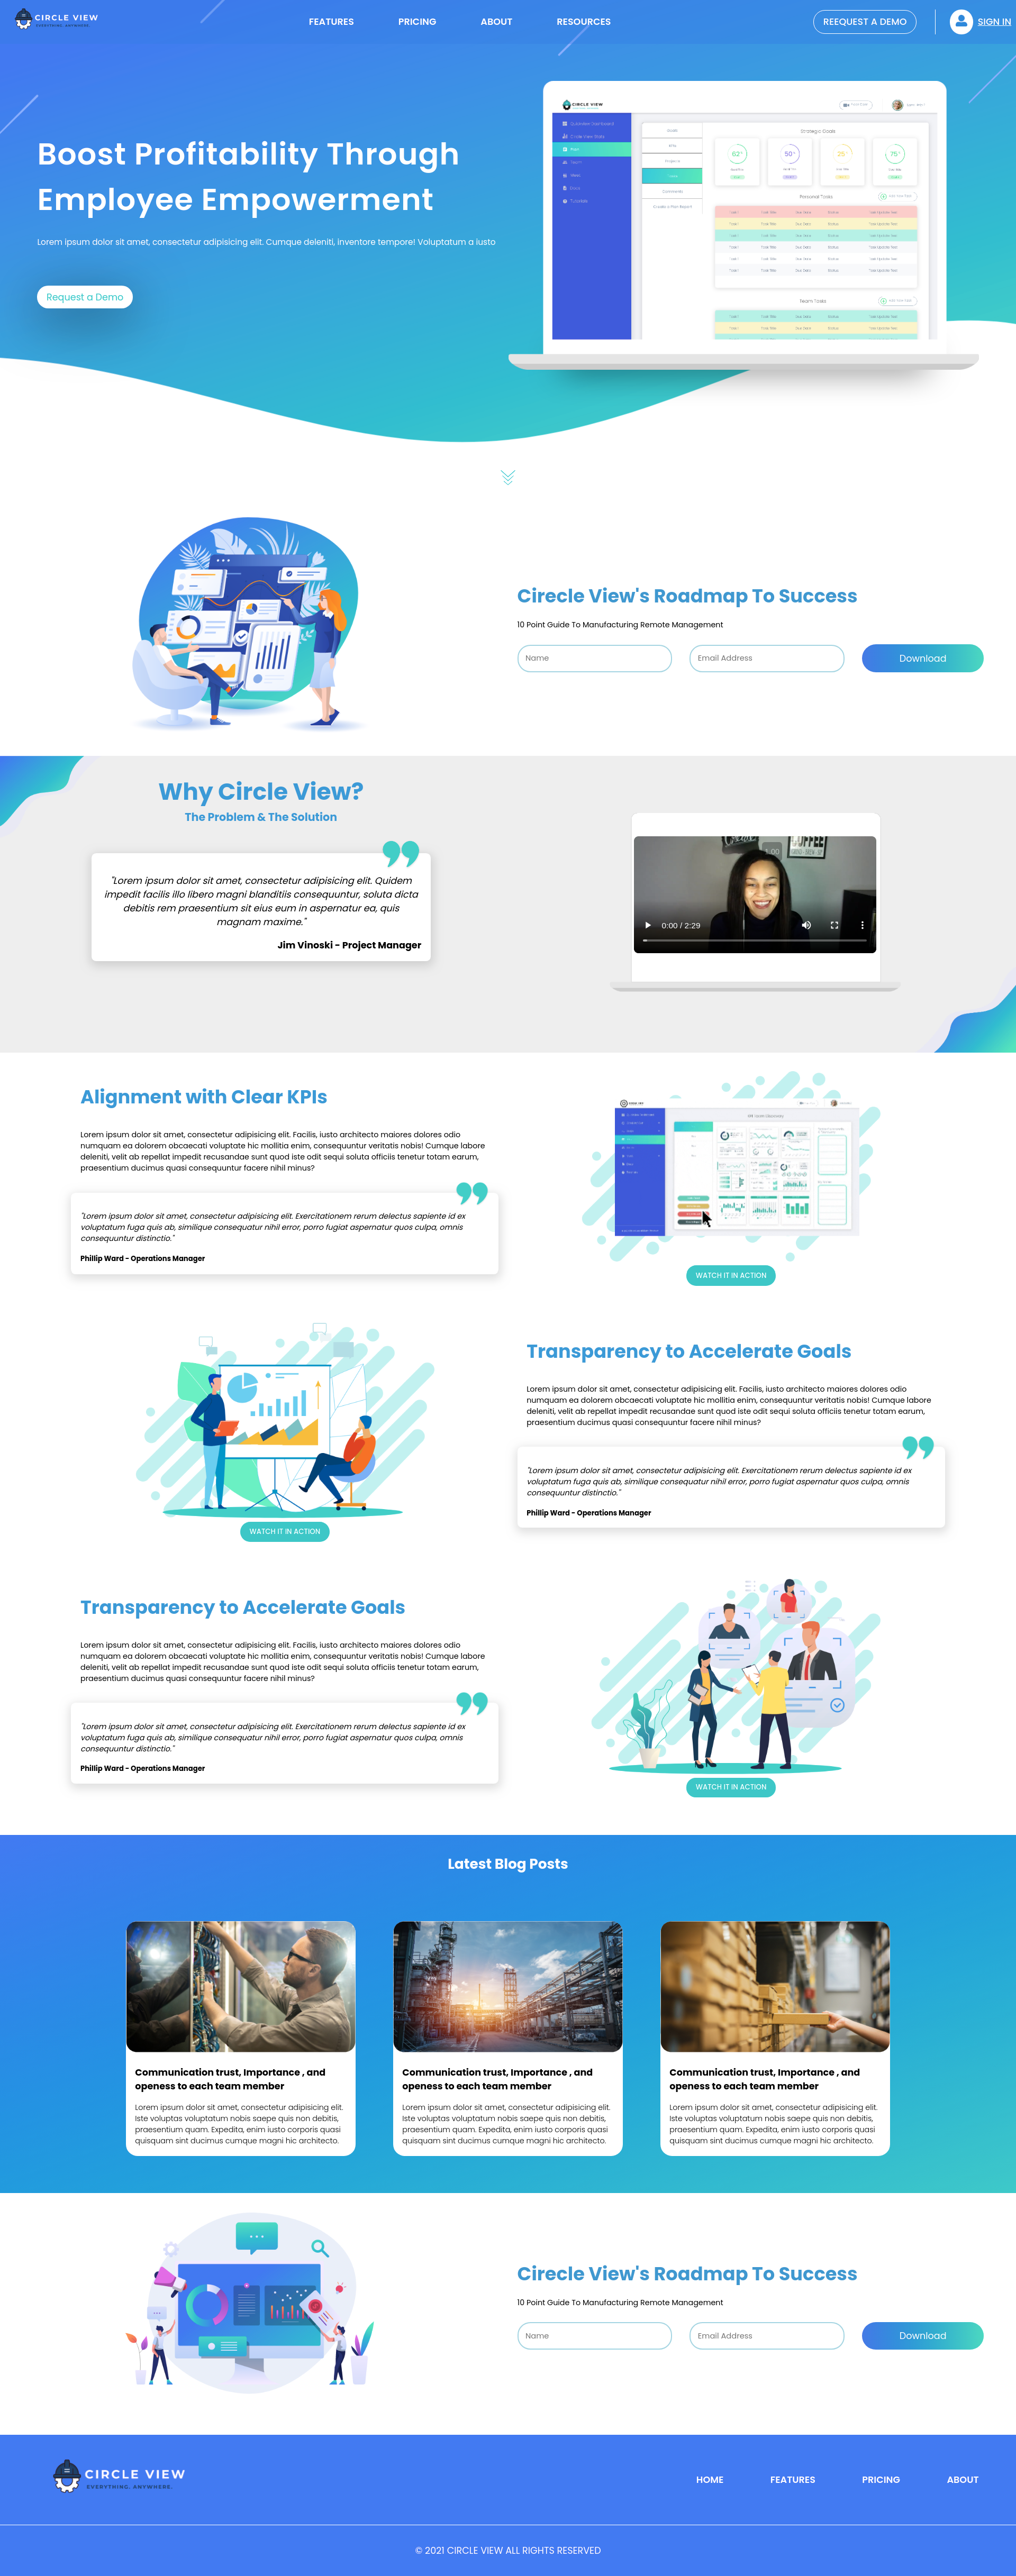 CIRCLE VIEW
EVERYTHING. ANYWHERE.
FEATURES
PRICING
ABOUT
RESOURCES
REEQUEST A DEMO
SIGN IN
Boost Profitability Through
Employee Empowerment
Lorem ipsum dolor sit amet, consectetur adipisicing elit. Cumque deleniti, inventore tempore! Voluptatum a iusto
Request a Demo
CIRCLE VIEW
Strategic Goals
Personal Tasks
Team Tasks
Cirecle View's Roadmap To Success
10 Point Guide To Manufacturing Remote Management
Name
Email Address
Download
Why Circle View?
The Problem & The Solution
"Lorem ipsum dolor sit amet, consectetur adipisicing elit. Quidem
impedit facilis illo libero magni blanditiis consequuntur, soluta dicta
debitis rem praesentium sit eius eum in aspernatur ea, quis
magnam maxime."
Jim Vinoski - Project Manager
0:00 / 2:29
Alignment with Clear KPIs
Lorem ipsum dolor sit amet, consectetur adipisicing elit. Facilis, iusto architecto maiores dolores odio
numquam ea dolorem obcaecati voluptate hic mollitia enim, consequuntur veritatis nobis! Cumque labore
deleniti, velit ab repellat impedit recusandae sunt quod iste odit sequi soluta officiis tenetur totam earum,
praesentium ducimus quasi consequuntur facere nihil minus?
"Lorem ipsum dolor sit amet, consectetur adipisicing elit. Exercitationem rerum delectus sapiente id ex
voluptatum fuga quis ab, similique consequatur nihil error, porro fugiat aspernatur quos culpa, omnis
consequuntur distinctio."
Phillip Ward - Operations Manager
WATCH IT IN ACTION
Transparency to Accelerate Goals
Lorem ipsum dolor sit amet, consectetur adipisicing elit. Facilis, iusto architecto maiores dolores odio
numquam ea dolorem obcaecati voluptate hic mollitia enim, consequuntur veritatis nobis! Cumque labore
deleniti, velit ab repellat impedit recusandae sunt quod iste odit sequi soluta officiis tenetur totam earum,
praesentium ducimus quasi consequuntur facere nihil minus?
"Lorem ipsum dolor sit amet, consectetur adipisicing elit. Exercitationem rerum delectus sapiente id ex
voluptatum fuga quis ab, similique consequatur nihil error, porro fugiat aspernatur quos culpa, omnis
consequuntur distinctio."
Phillip Ward - Operations Manager
WATCH IT IN ACTION
Transparency to Accelerate Goals
Lorem ipsum dolor sit amet, consectetur adipisicing elit. Facilis, iusto architecto maiores dolores odio
numquam ea dolorem obcaecati voluptate hic mollitia enim, consequuntur veritatis nobis! Cumque labore
deleniti, velit ab repellat impedit recusandae sunt quod iste odit sequi soluta officiis tenetur totam earum,
praesentium ducimus quasi consequuntur facere nihil minus?
"Lorem ipsum dolor sit amet, consectetur adipisicing elit. Exercitationem rerum delectus sapiente id ex
voluptatum fuga quis ab, similique consequatur nihil error, porro fugiat aspernatur quos culpa, omnis
consequuntur distinctio."
Phillip Ward - Operations Manager
WATCH IT IN ACTION
Latest Blog Posts
Communication trust, Importance , and
openess to each team member
Lorem ipsum dolor sit amet, consectetur adipisicing elit.
Iste voluptas voluptatum nobis saepe quis non debitis,
praesentium quam. Expedita, enim iusto corporis quasi
quisquam sint ducimus cumque magni hic architecto.
Communication trust, Importance , and
openess to each team member
Lorem ipsum dolor sit amet, consectetur adipisicing elit.
Iste voluptas voluptatum nobis saepe quis non debitis,
praesentium quam. Expedita, enim iusto corporis quasi
quisquam sint ducimus cumque magni hic architecto.
Communication trust, Importance , and
openess to each team member
Lorem ipsum dolor sit amet, consectetur adipisicing elit.
Iste voluptas voluptatum nobis saepe quis non debitis,
praesentium quam. Expedita, enim iusto corporis quasi
quisquam sint ducimus cumque magni hic architecto.
Cirecle View's Roadmap To Success
10 Point Guide To Manufacturing Remote Management
Name
Email Address
Download
CIRCLE VIEW
EVERYTHING. ANYWHERE.
HOME
FEATURES
PRICING
ABOUT
© 2021 CIRCLE VIEW ALL RIGHTS RESERVED